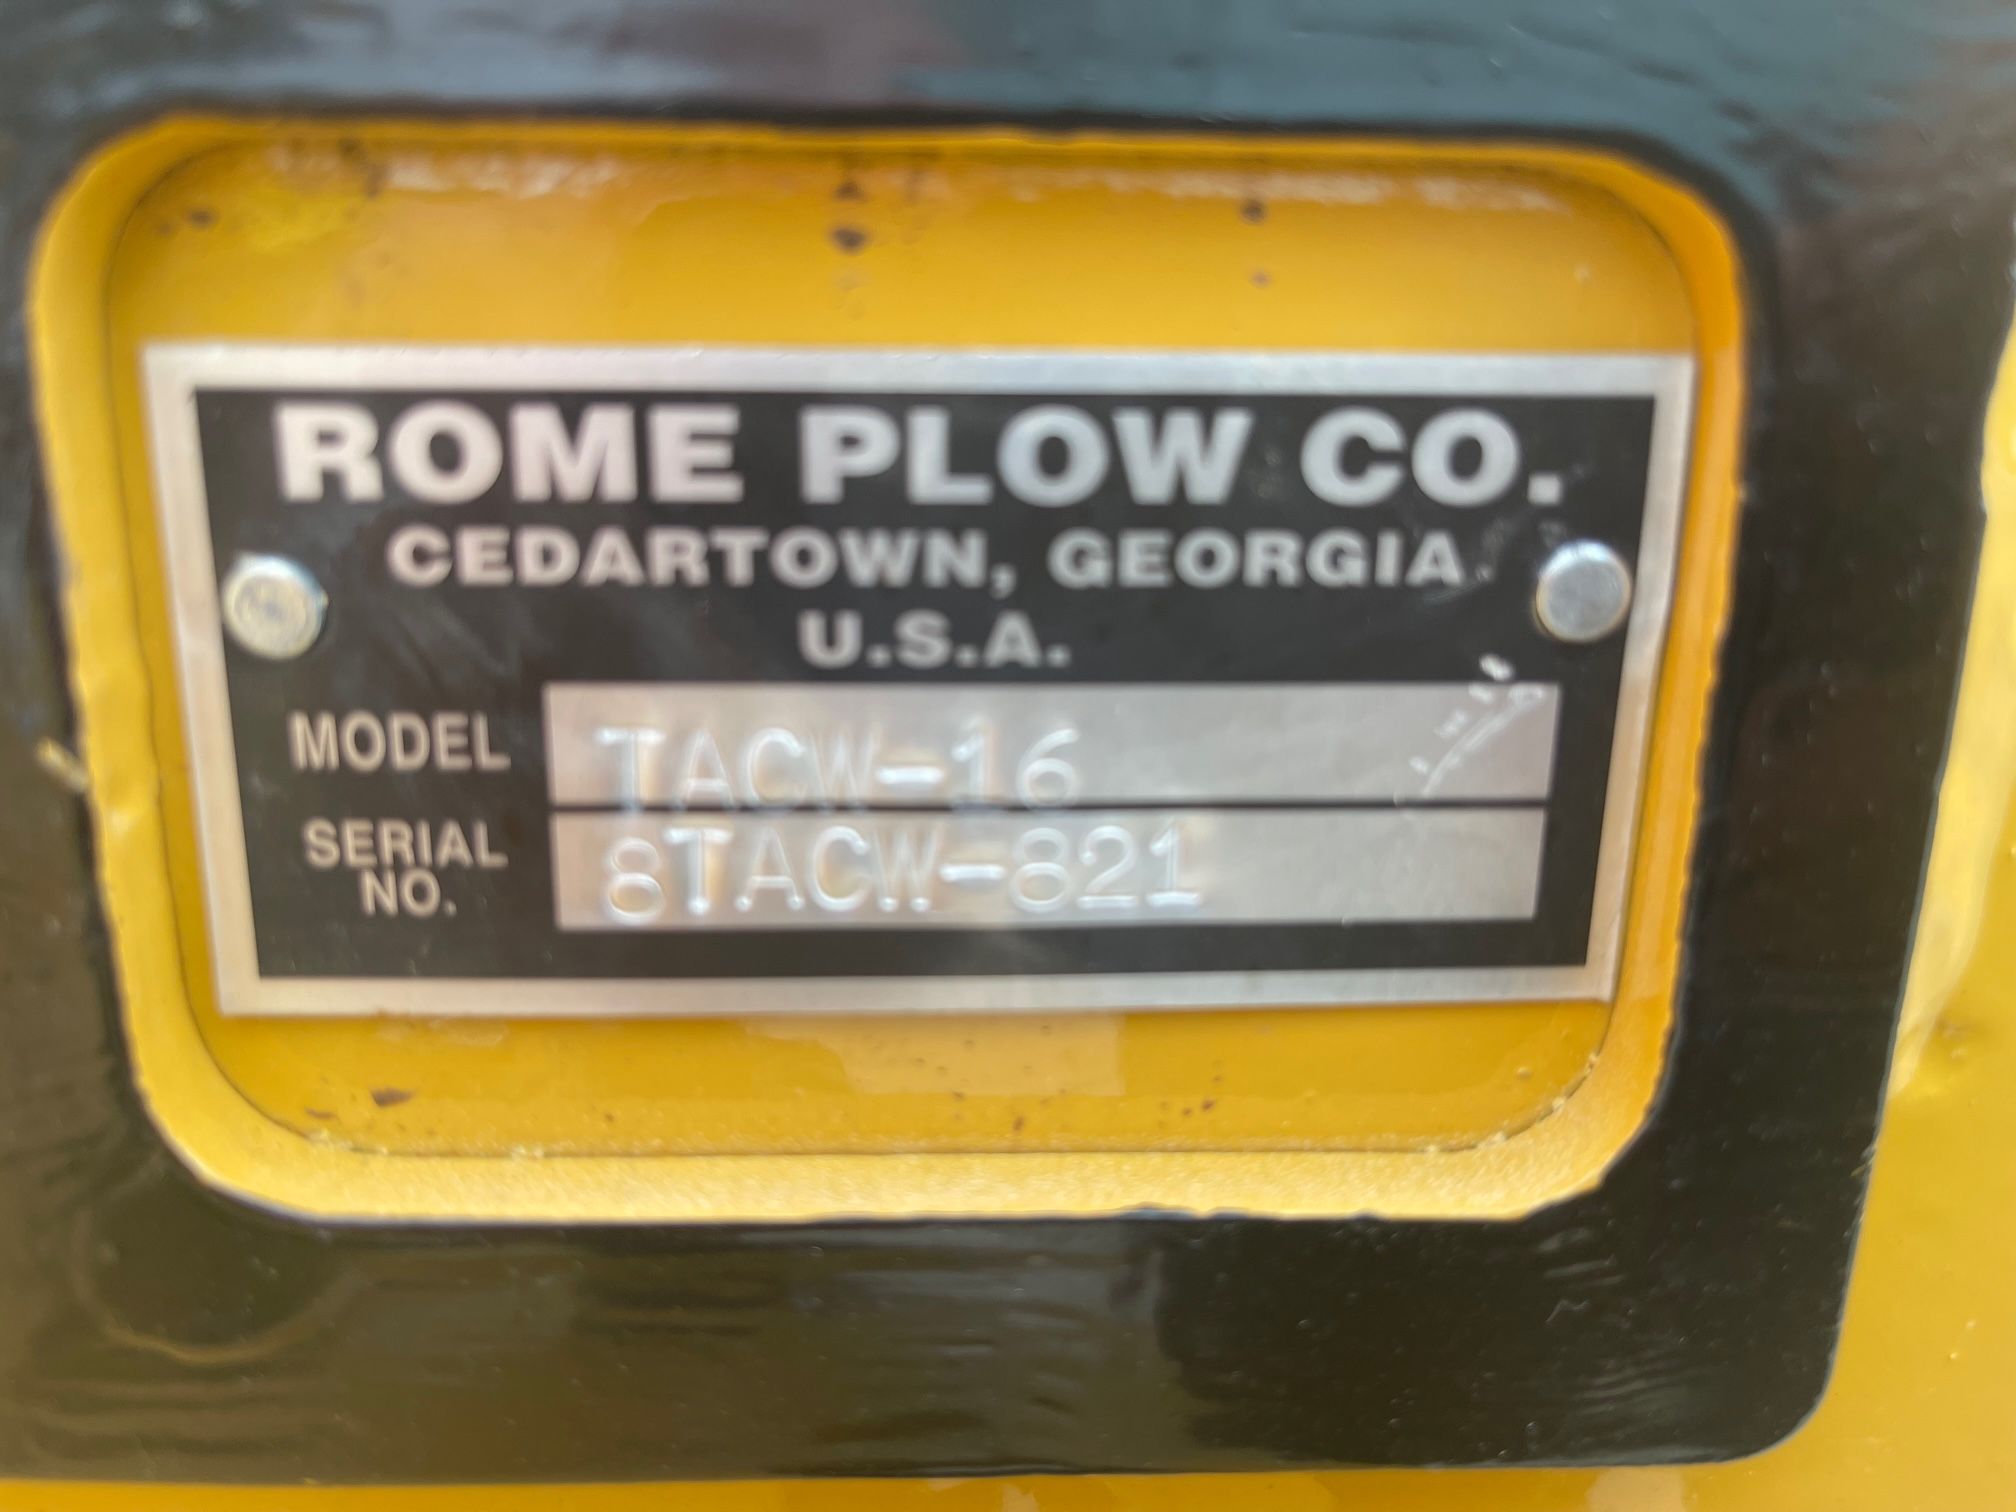 ROME PLOW CO.
CEDARTOWN, GEORGIA
U.S.A.
MODEL TACW-16
SERIAL NO. 8TACW-821